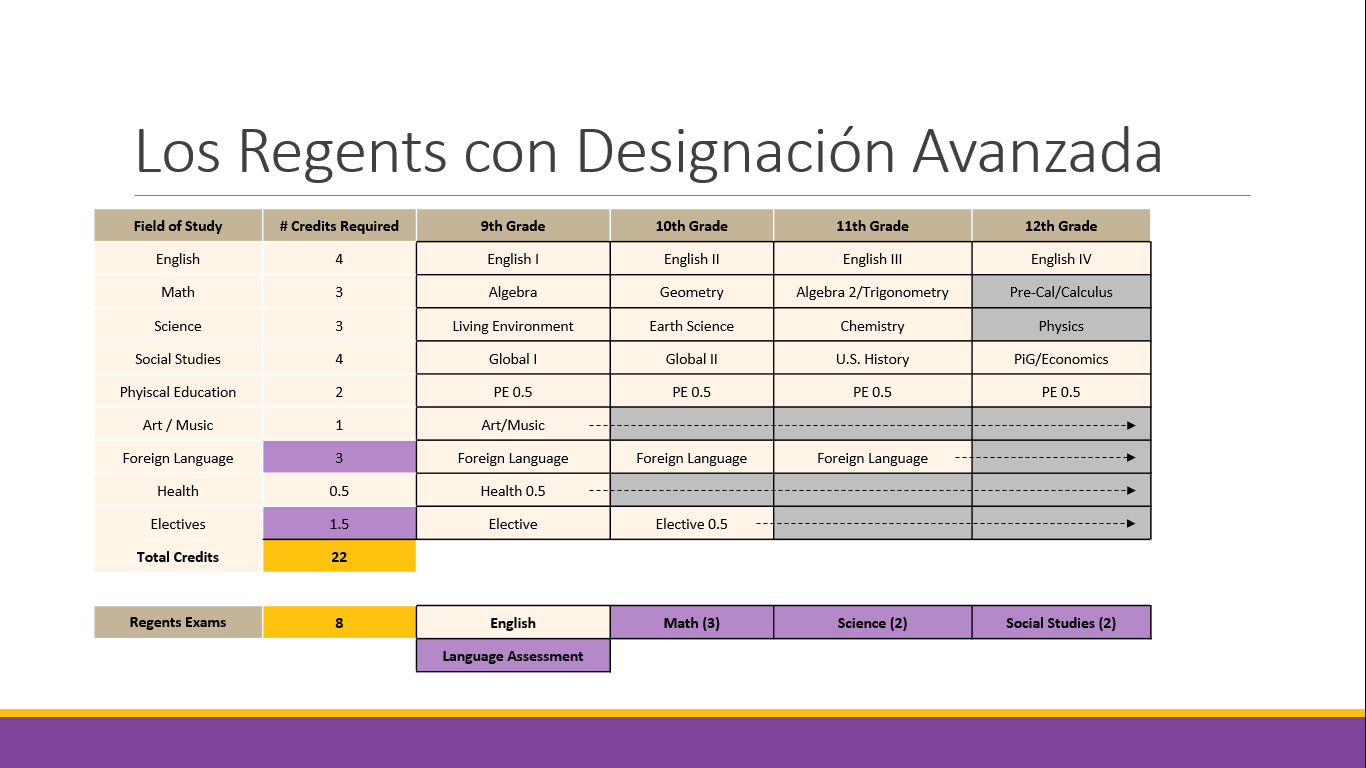 Los Regents con Designación Avanzada
Field of Study # Credits Required 9th Grade 10th Grade 11th Grade 12th Grade
English 4 English I English II English III English IV
Math 3 Algebra Geometry Algebra 2/Trigonometry Pre-Cal/Calculus
Science 3 Living Environment Earth Science Chemistry Physics
Social Studies 4 Global I Global II U.S. History PiG/Economics
Phyiscal Education 2 PE 0.5 PE 0.5 PE 0.5 PE 0.5
Art / Music 1 Art/Music
Foreign Language 3 Foreign Language Foreign Language Foreign Language
Health 0.5 Health 0.5
Electives 1.5 Elective Elective 0.5
Total Credits 22
Regents Exams 8 English Math (3) Science (2) Social Studies (2)
Language Assessment